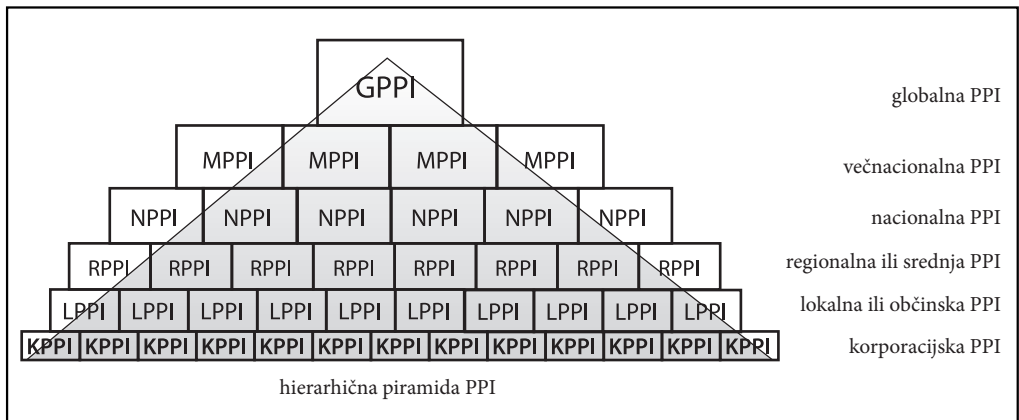 GPPI globalna PPI
MPPI MPPI MPPI MPPI večnacionalna PPI
NPPI NPPI NPPI NPPI NPPI NPPI nacionalna PPI
RPPI RPPI RPPI RPPI RPPI RPPI RPPI RPPI regionalna ili srednja PPI
LPPI LPPI LPPI LPPI LPPI LPPI LPPI LPPI LPPI LPPI lokalna ili občinska PPI
KPPI KPPI KPPI KPPI KPPI KPPI KPPI KPPI KPPI KPPI KPPI KPPI KPPI korporacijska PPI
hierarhična piramida PPI